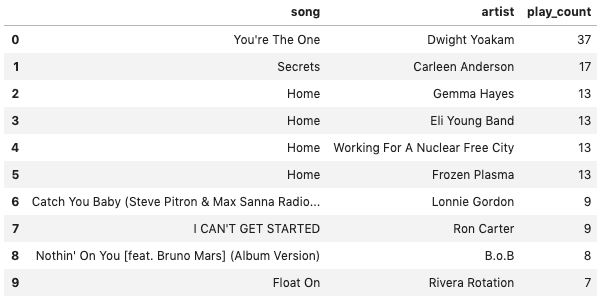 song artist play_count
0 You're The One Dwight Yoakam 37
1 Secrets Carleen Anderson 17
2 Home Gemma Hayes 13
3 Home Eli Young Band 13
4 Home Working For A Nuclear Free City 13
5 Home Frozen Plasma 13
6 Catch You Baby (Steve Pitron & Max Sanna Radio... Lonnie Gordon 9
7 I CAN'T GET STARTED Ron Carter 9
8 Nothin' On You [feat. Bruno Mars] (Album Version) B.o.B 8
9 Float On Rivera Rotation 7